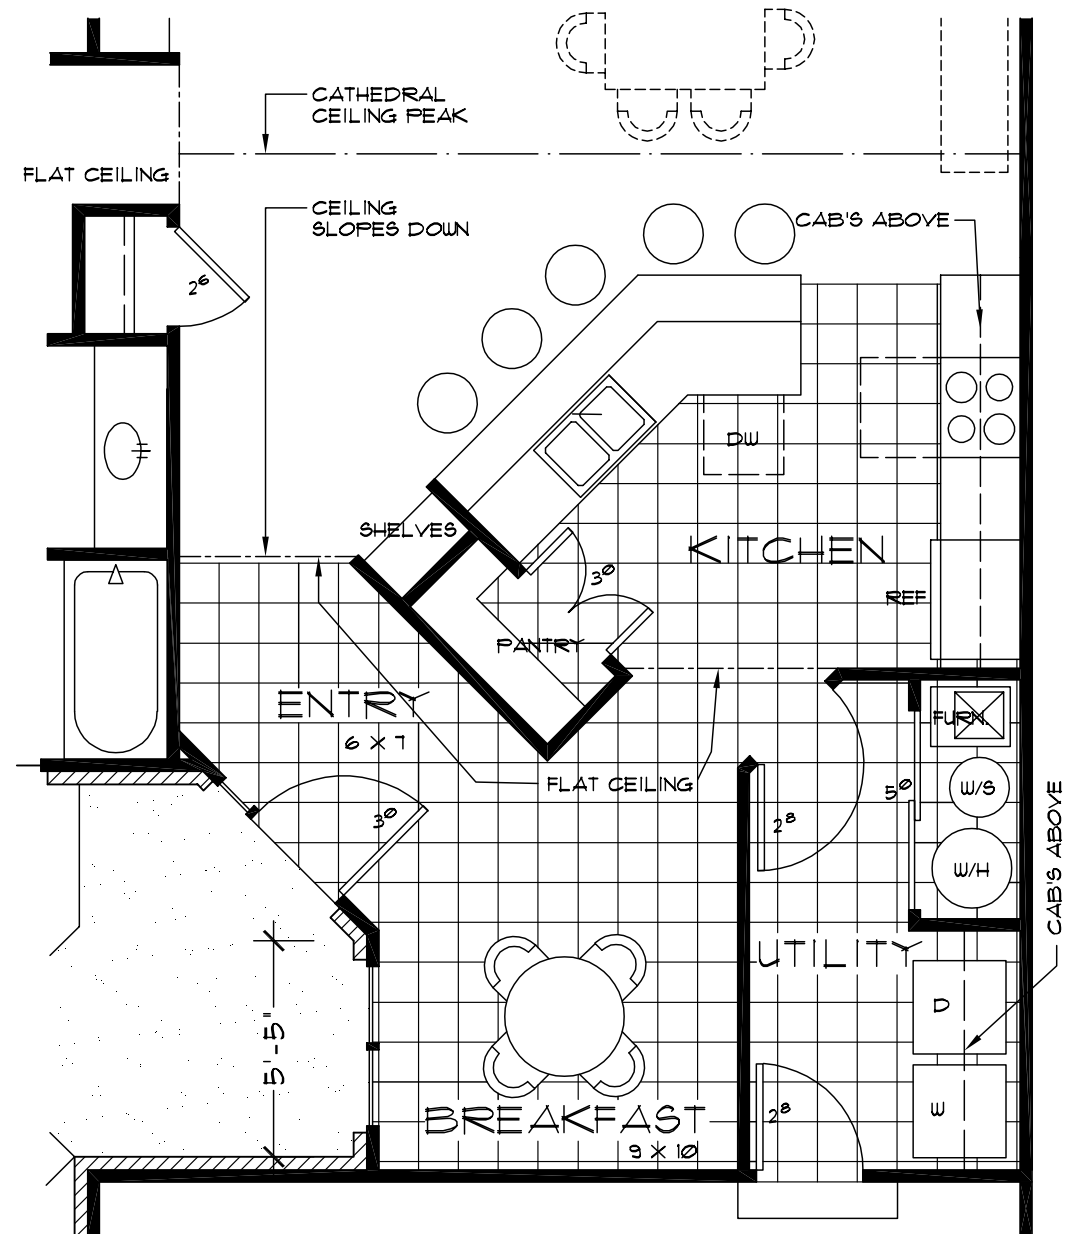 CATHEDRAL
CEILING PEAK
FLAT CEILING
CEILING
SLOPES DOWN
CAB'S ABOVE
2⁶
DW
SHELVES
KITCHEN
3⁰
REF
PANTRY
ENTRY
6 X 7
FURN.
FLAT CEILING
5⁰
W/S
3⁰
2⁸
W/H
CAB'S ABOVE
UTILITY
D
5'-5"
BREAKFAST
2⁸
W
9 X 10